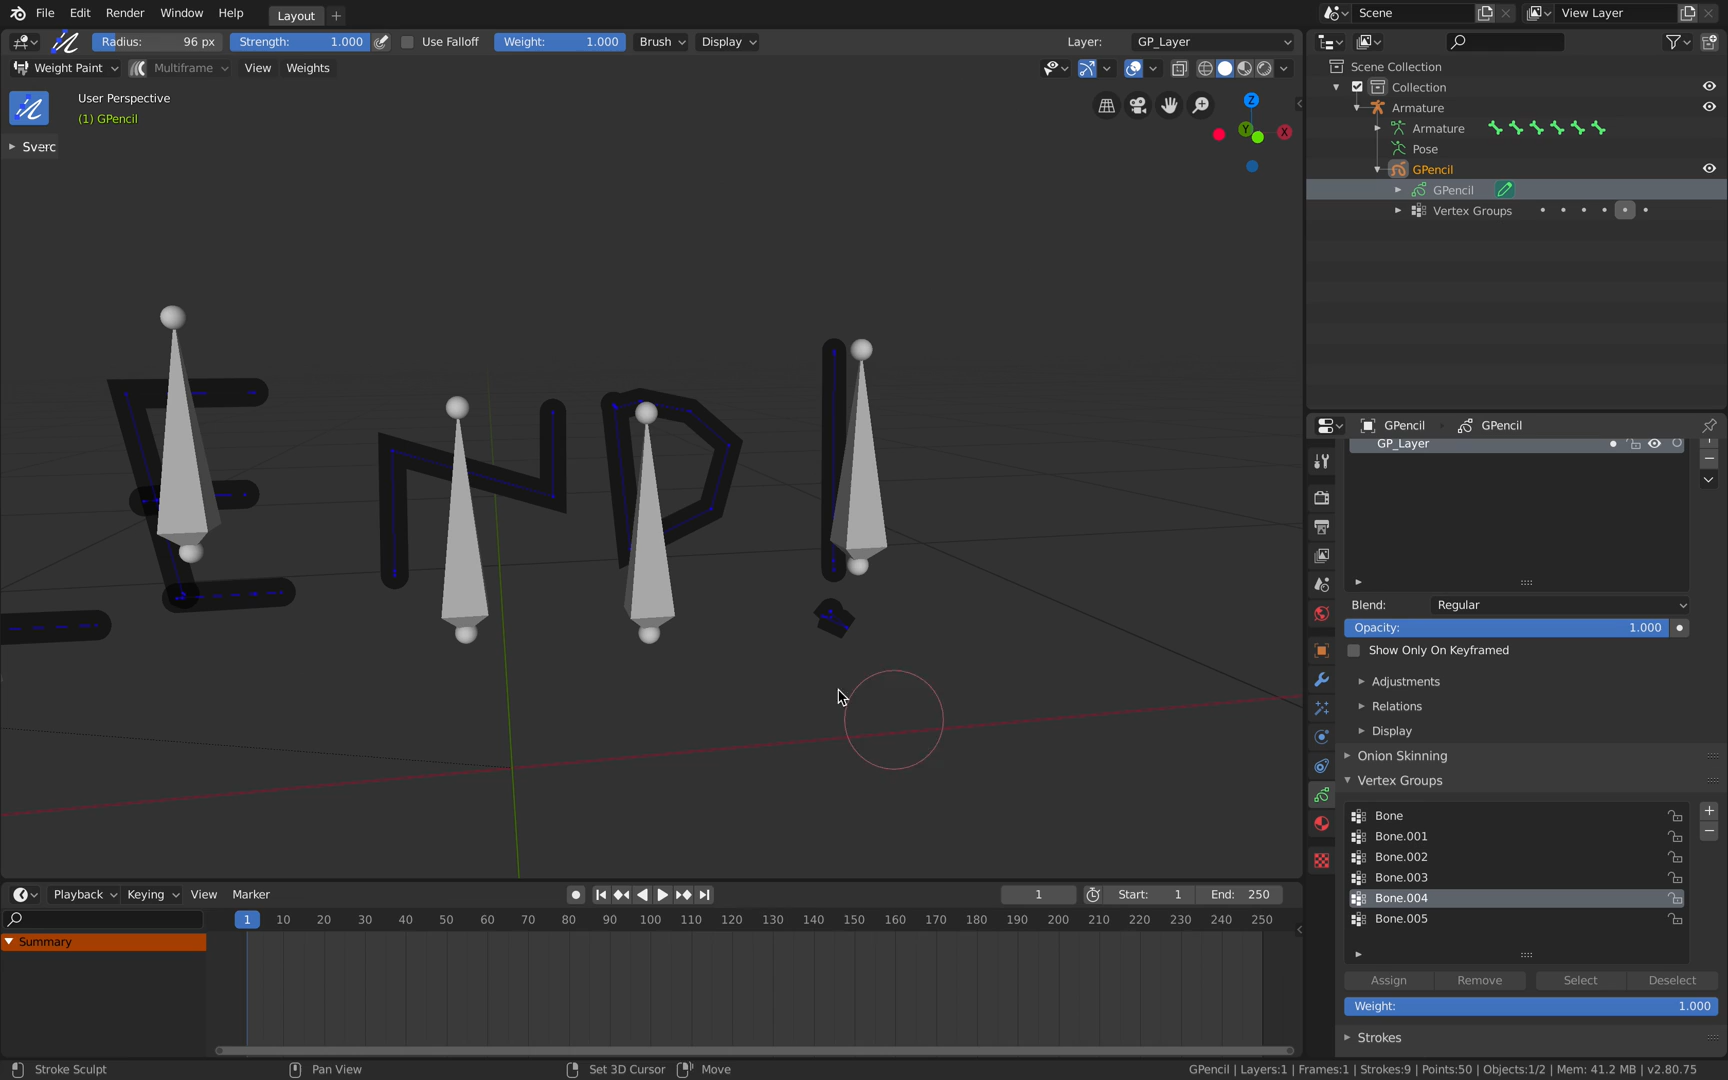 File Edit Render Window Help Layout + Scene View Layer
Radius: 96 px Strength: 1.000 Use Falloff Weight: 1.000 Brush Display Layer: GP_Layer
Weight Paint Multiframe View Weights
Scene Collection
Collection
User Perspective
(1) GPencil
Armature
Armature
Sverc
Pose
GPencil
GPencil
Vertex Groups
Z
Y
X
END!
GPencil GPencil
GP_Layer
Blend: Regular
Opacity: 1.000
Show Only On Keyframed
Adjustments
Relations
Display
Onion Skinning
Vertex Groups
Bone
Bone.001
Bone.002
Bone.003
Bone.004
Bone.005
Assign Remove Select Deselect
Weight: 1.000
Strokes
Playback Keying View Marker 1 Start: 1 End: 250
1 10 20 30 40 50 60 70 80 90 100 110 120 130 140 150 160 170 180 190 200 210 220 230 240 250
Summary
Stroke Sculpt Pan View Set 3D Cursor Move GPencil | Layers:1 | Frames:1 | Strokes:9 | Points:50 | Objects:1/2 | Mem: 41.2 MB | v2.80.75